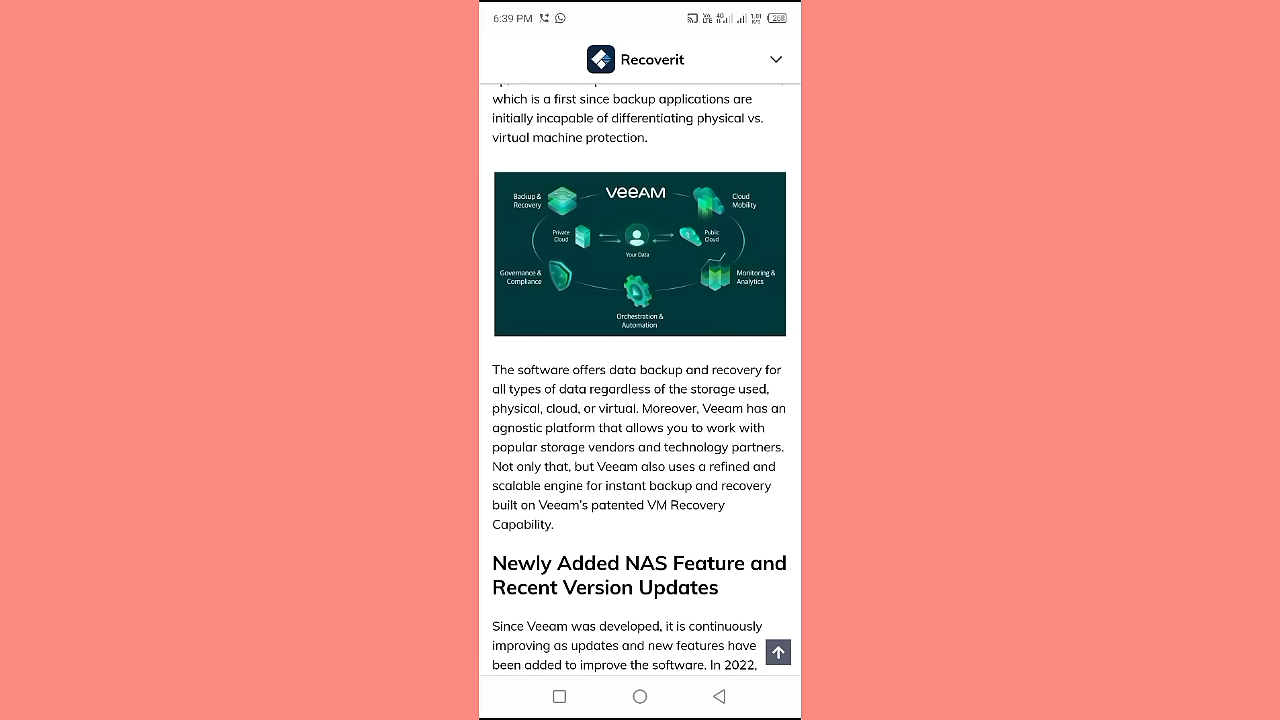 6:39 PM
Recoverit
which is a first since backup applications are
initially incapable of differentiating physical vs.
virtual machine protection.
VeeAM
Backup &
Recovery
Cloud
Mobility
Private
Cloud
Public
Cloud
Your Data
Governance &
Compliance
Monitoring &
Analytics
Orchestration &
Automation
The software offers data backup and recovery for
all types of data regardless of the storage used,
physical, cloud, or virtual. Moreover, Veeam has an
agnostic platform that allows you to work with
popular storage vendors and technology partners.
Not only that, but Veeam also uses a refined and
scalable engine for instant backup and recovery
built on Veeam's patented VM Recovery
Capability.
Newly Added NAS Feature and
Recent Version Updates
Since Veeam was developed, it is continuously
improving as updates and new features have
been added to improve the software. In 2022,